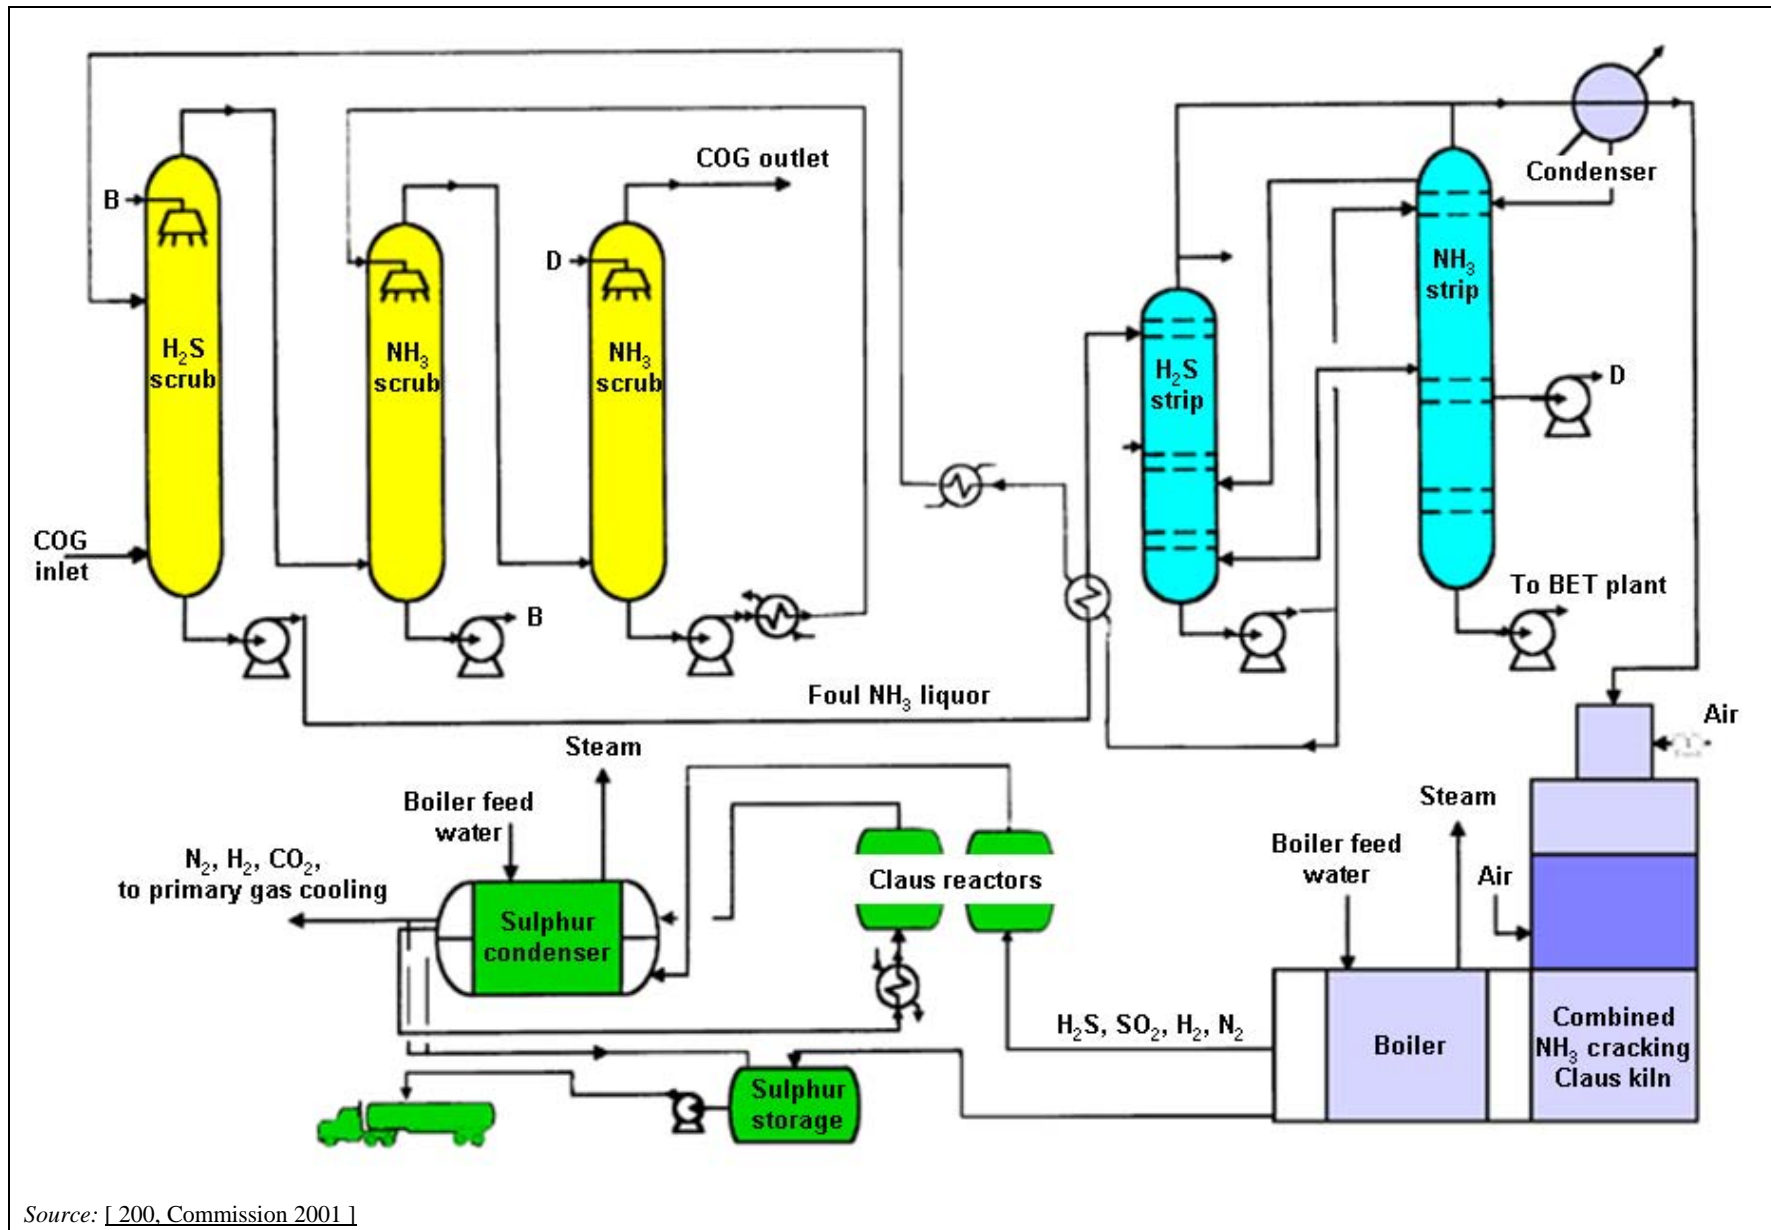 COG outlet
Condenser
B
D
NH₃
strip
H₂S
scrub
NH₃
scrub
NH₃
scrub
H₂S
strip
D
COG
inlet
B
To BET plant
Foul NH₃ liquor
Air
Steam
Boiler feed
water
Steam
N₂, H₂, CO₂,
to primary gas cooling
Claus reactors
Boiler feed
water
Air
Sulphur
condenser
H₂S, SO₂, H₂, N₂
Boiler
Combined
NH₃ cracking
Claus kiln
Sulphur
storage
Source: [ 200, Commission 2001 ]